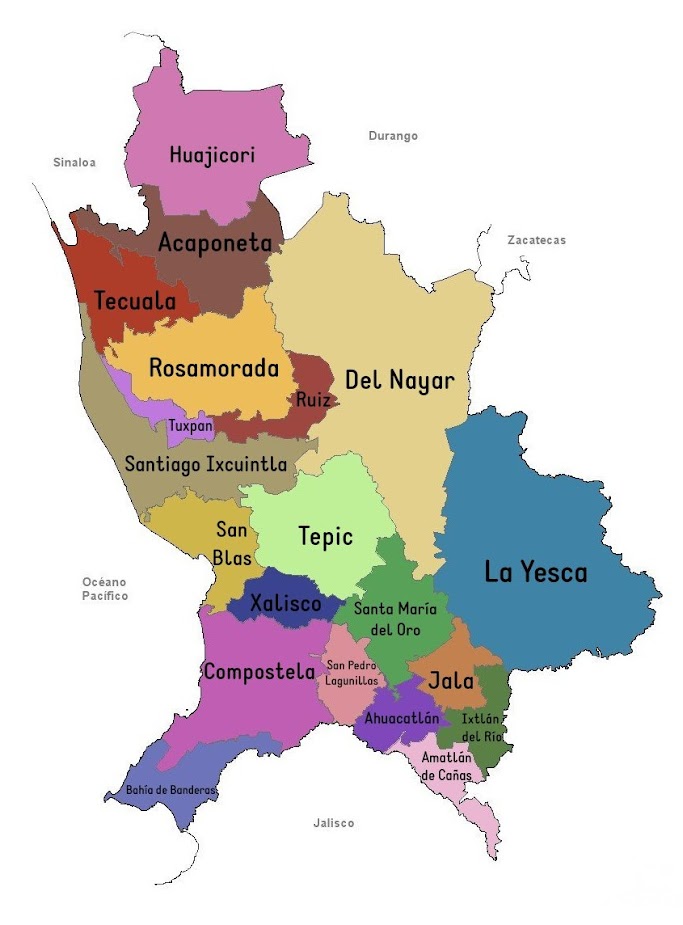 Durango
Huajicori
Sinaloa
Zacatecas
Acaponeta
Tecuala
Rosamorada
Del Nayar
Ruiz
Tuxpan
Santiago Ixcuintla
San
Blas
Tepic
La Yesca
Océano
Pacífico
Xalisco
Santa María
del Oro
Compostela
San Pedro
Lagunillas
Jala
Ahuacatlán
Ixtlán
del Río
Amatlán
de Cañas
Bahía de Banderas
Jalisco